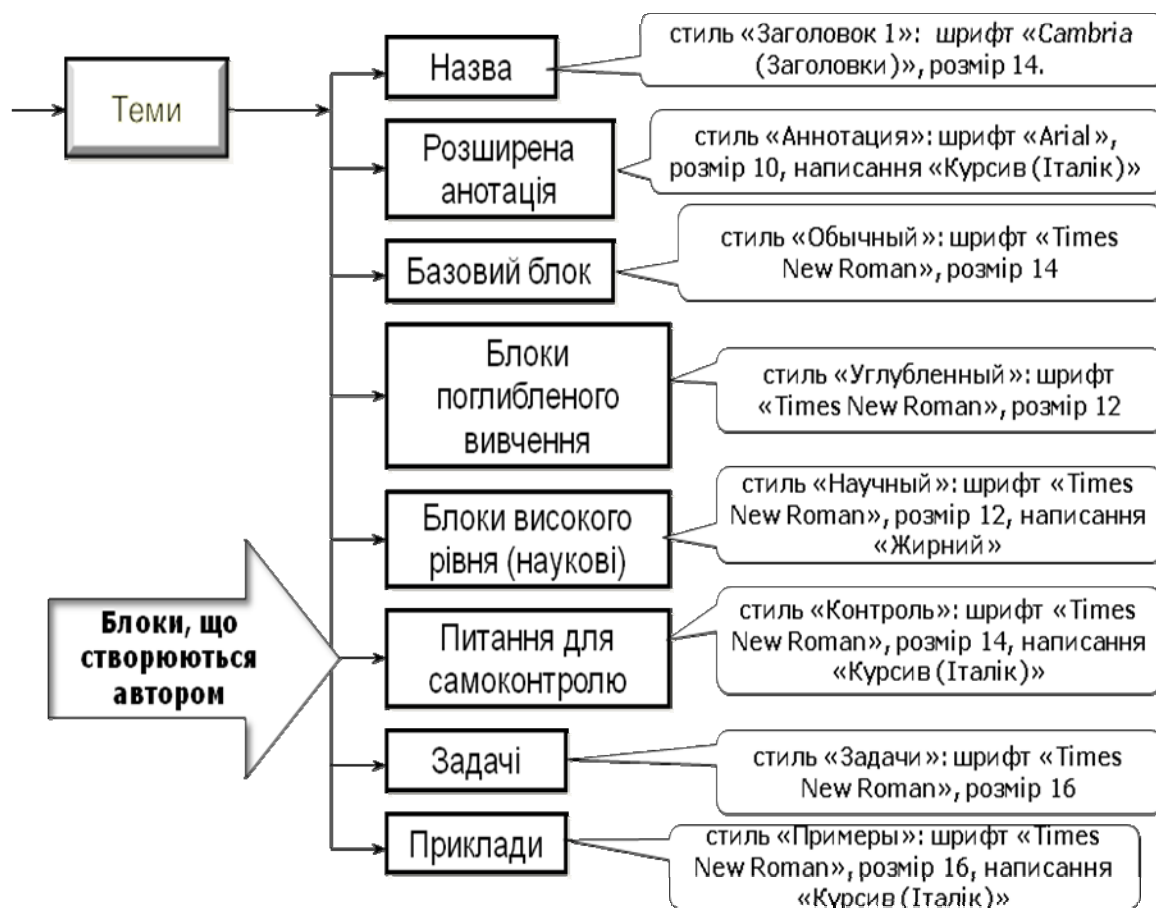 Теми
Назва
стиль «Заголовок 1»: шрифт «Cambria
(Заголовки)», розмір 14.
Розширена
анотація
стиль «Аннотация»: шрифт «Arial»,
розмір 10, написання «Курсив (Італік)»
Базовий блок
стиль «Обычный»: шрифт «Times
New Roman», розмір 14
Блоки
поглибленого
вивчення
стиль «Углубленный»: шрифт
«Times New Roman», розмір 12
Блоки високого
рівня (наукові)
стиль «Научный»: шрифт «Times
New Roman», розмір 12, написання
«Жирний»
Блоки, що
створюються
автором
Питання для
самоконтролю
стиль «Контроль»: шрифт «Times
New Roman», розмір 14, написання
«Курсив (Італік)»
Задачі
стиль «Задачи»: шрифт «Times
New Roman», розмір 16
Приклади
стиль «Примеры»: шрифт «Times
New Roman», розмір 16, написання
«Курсив (Італік)»